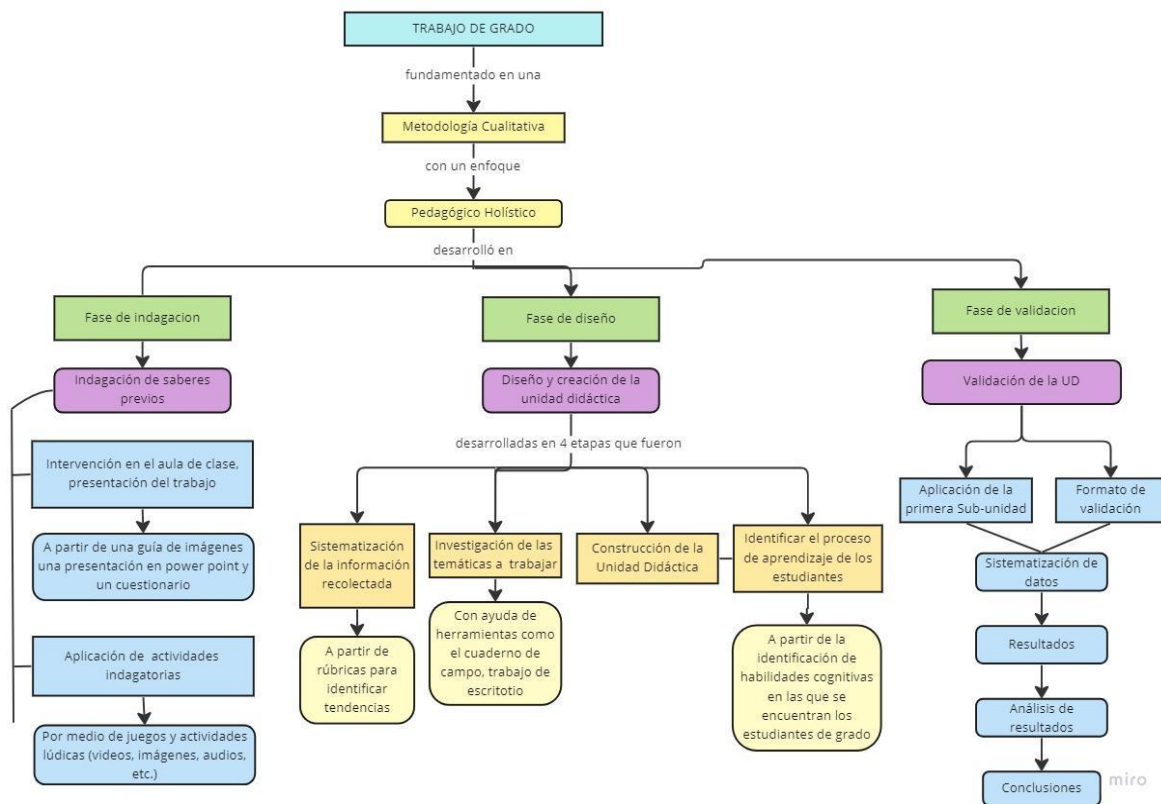 TRABAJO DE GRADO
fundamentado en una
Metodología Cualitativa
con un enfoque
Pedagógico Holístico
desarrolló en
Fase de indagacion
Indagación de saberes
previos
Intervención en el aula de clase,
presentación del trabajo
A partir de una guía de imágenes
una presentación en power point y
un cuestionario
Aplicación de actividades
indagatorias
Por medio de juegos y actividades
lúdicas (videos, imágenes, audios,
etc.)
Fase de diseño
Diseño y creación de la
unidad didáctica
desarrolladas en 4 etapas que fueron
Sistematización
de la información
recolectada
A partir de
rúbricas para
identificar
tendencias
Investigación de las
temáticas a trabajar
Con ayuda de
herramientas como
el cuaderno de
campo, trabajo de
escritotio
Construcción de la
Unidad Didáctica
Identificar el proceso
de aprendizaje de los
estudiantes
A partir de la
identificación de
habilidades cognitivas
en las que se
encuentran los
estudiantes de grado
Fase de validacion
Validación de la UD
Aplicación de la
primera Sub-unidad
Formato de
validación
Sistematización de
datos
Resultados
Análisis de
resultados
Conclusiones
miro